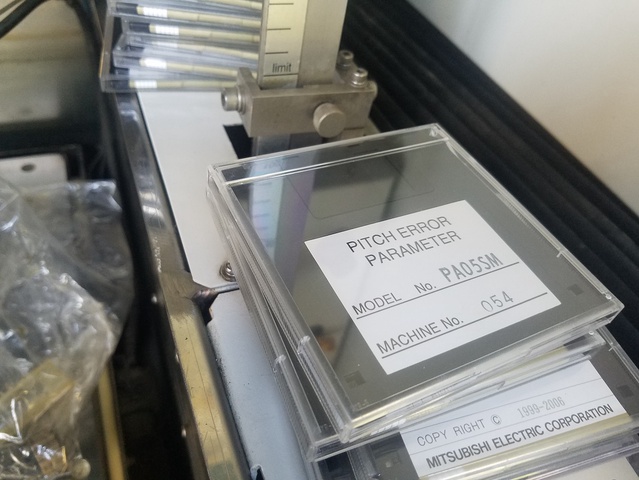 limit
PITCH ERROR
PARAMETER
MODEL No. PA05SM
MACHINE No. 054
COPY RIGHT © 1999-2006
MITSUBISHI ELECTRIC CORPORATION